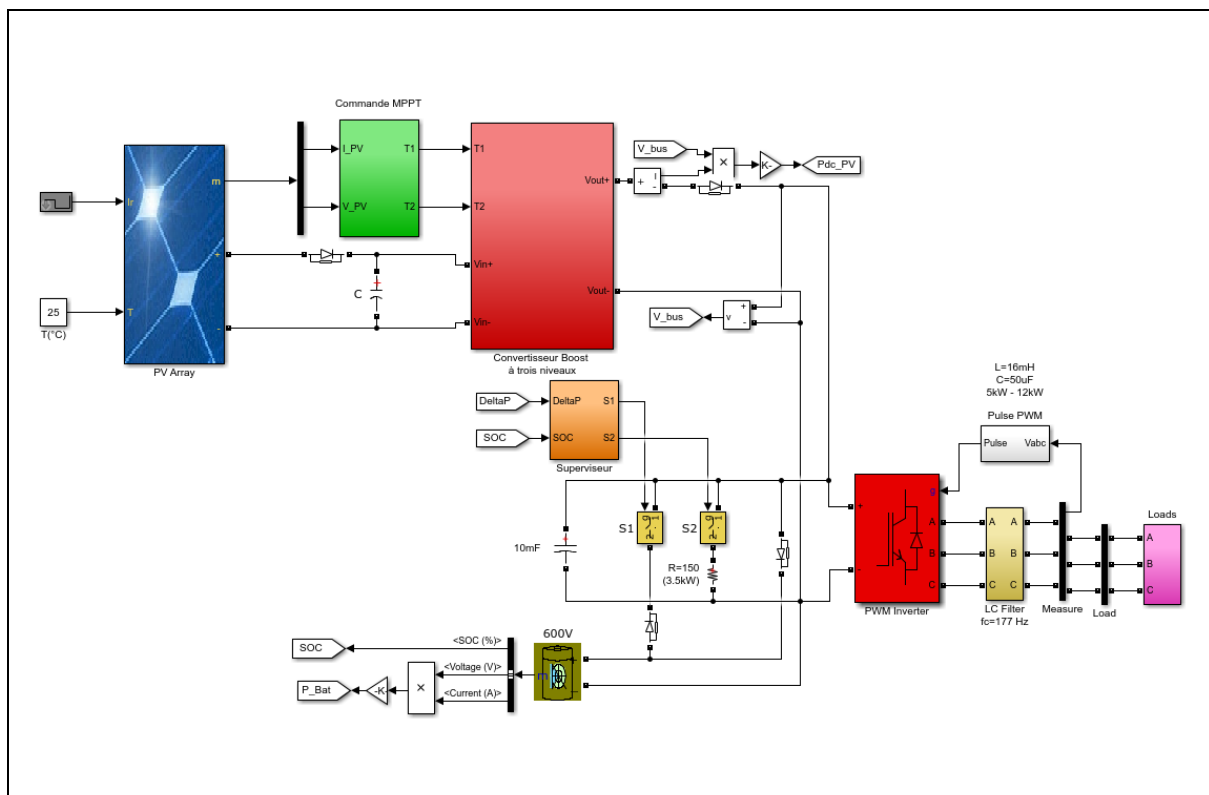 Commande MPPT
I_PV
V_PV
T1
T2
T1
T2
Vin+
Vin-
Vout+
Vout-
Convertisseur Boost
à trois niveaux
Ir
T
m
+
-
PV Array
25
T(°C)
C
+
V_bus
+
I
-
×
K-
Pdc_PV
V_bus
v
+
-
DeltaP
SOC
DeltaP
SOC
S1
S2
Superviseur
L=16mH
C=50uF
5kW - 12kW
Pulse PWM
Pulse
Vabc
10mF
+
S1
S2
R=150
(3.5kW)
g
+
-
A
B
C
PWM Inverter
A
B
C
A
B
C
LC Filter
fc=177 Hz
Measure
Load
Loads
A
B
C
600V
m
+
SOC
P_Bat
-K-
×
<SOC (%)>
<Voltage (V)>
<Current (A)>